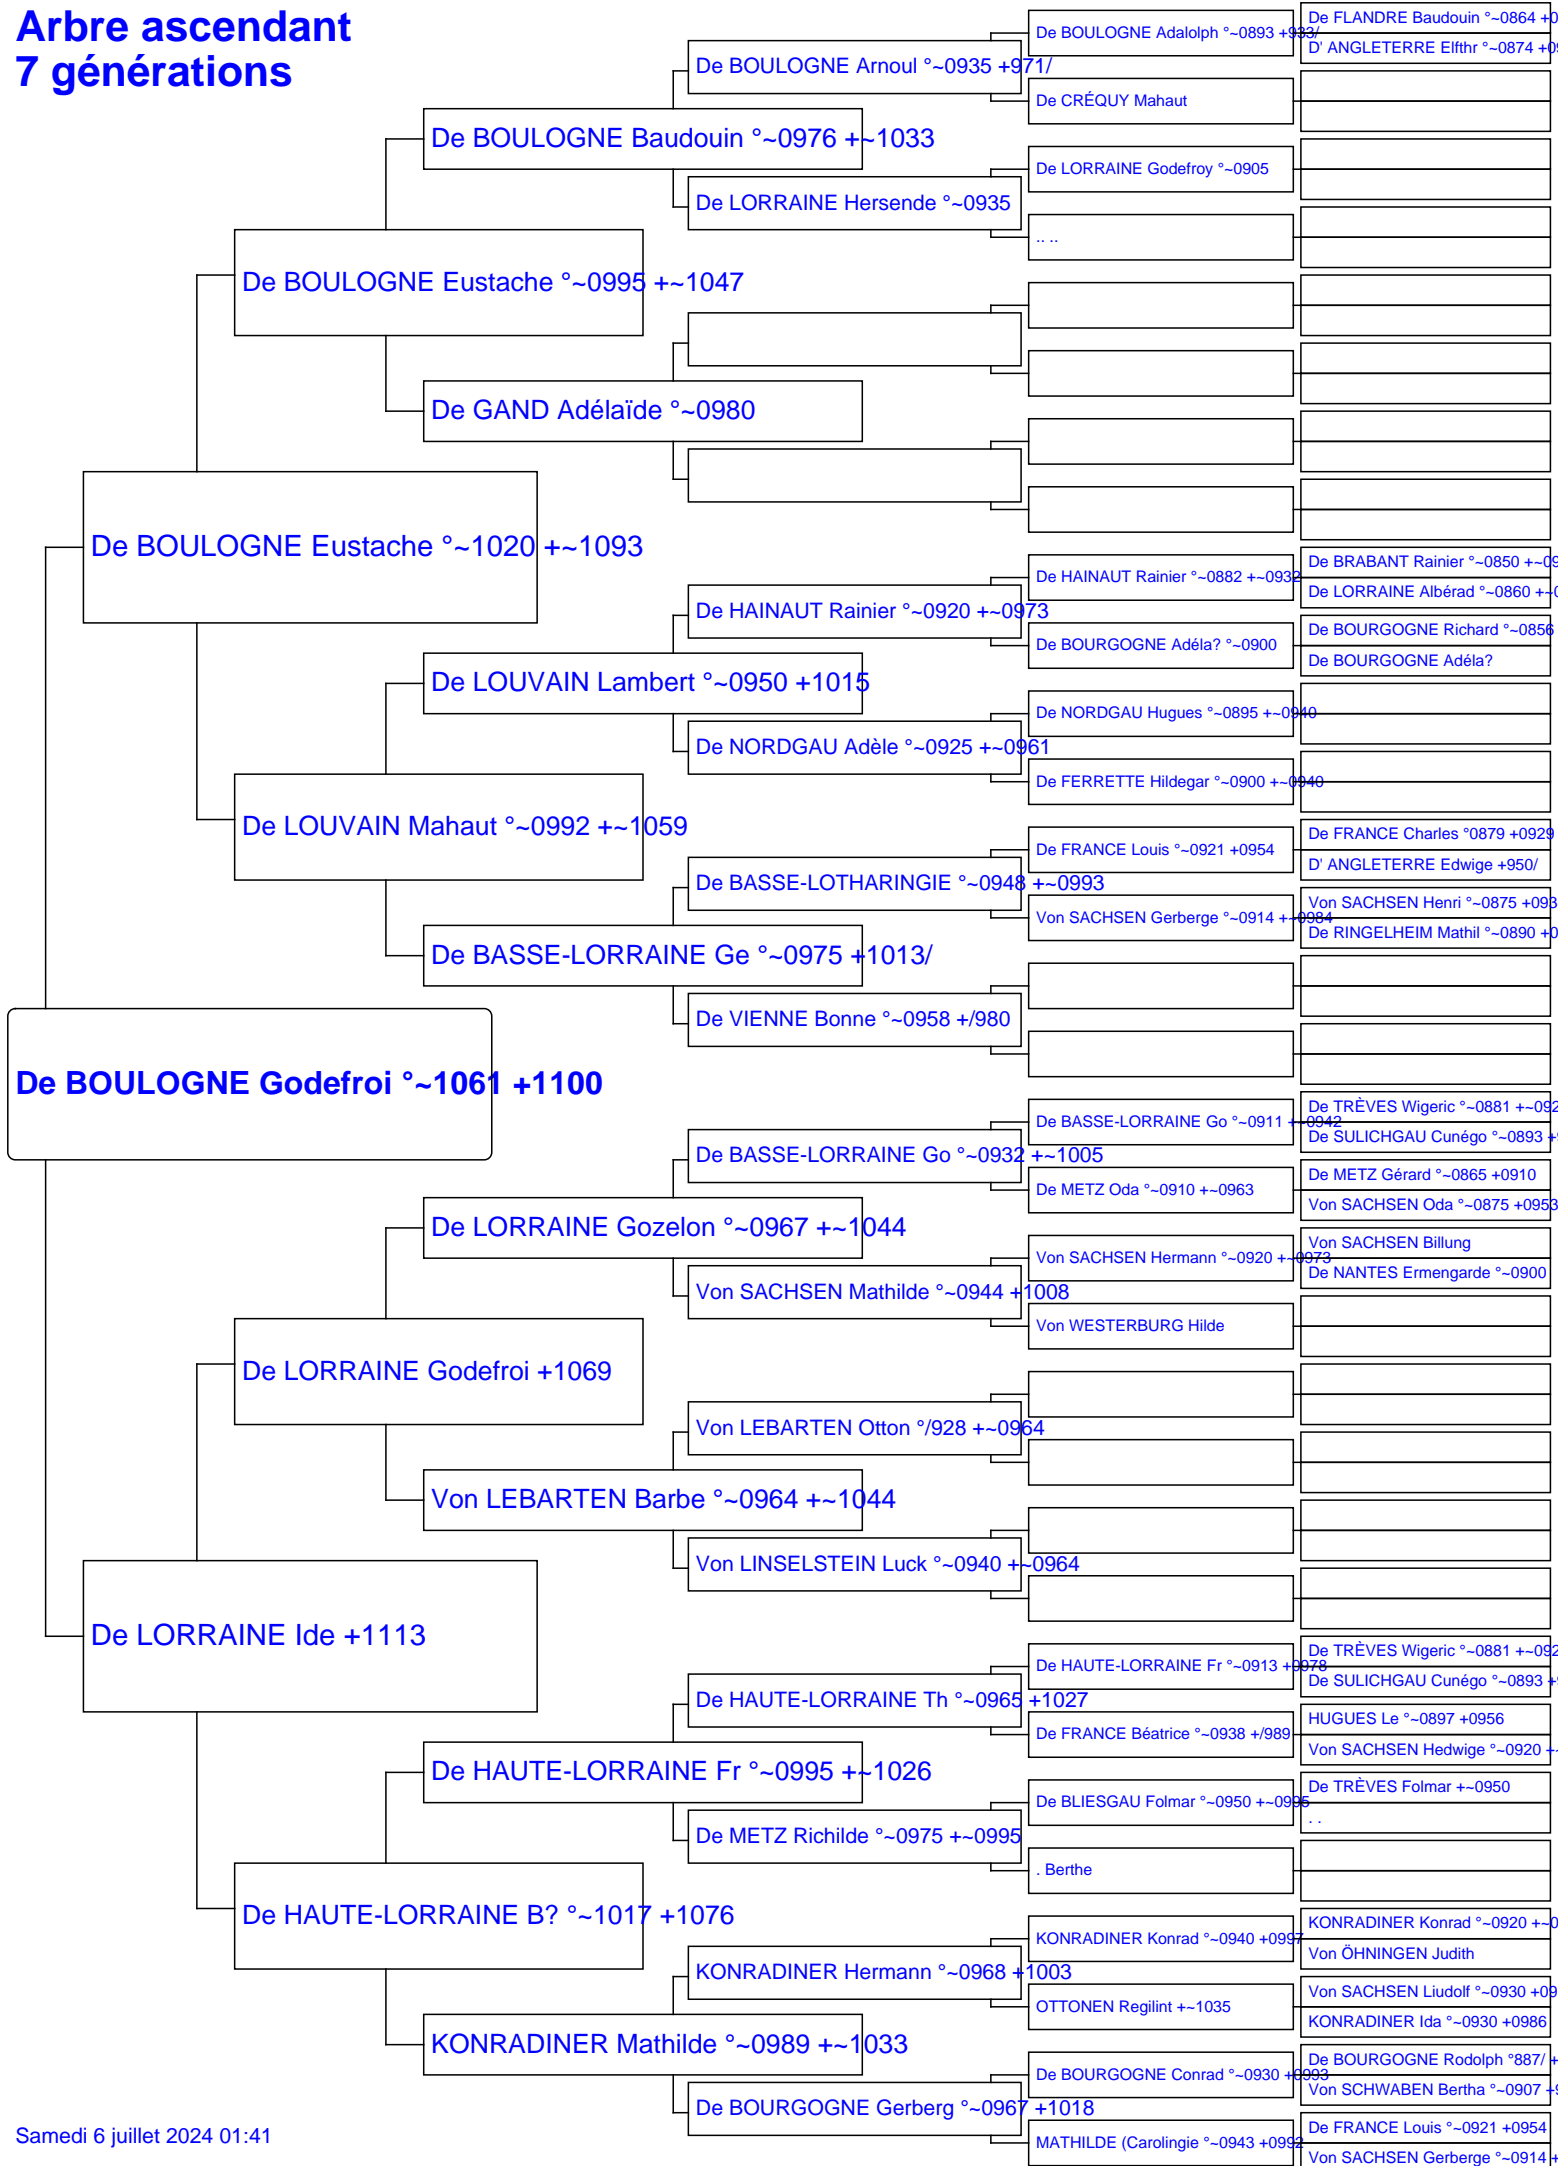 Arbre ascendant
7 générations
De BOULOGNE Godefroi °~1061 +1100
De BOULOGNE Eustache °~1020 +~1093
De LORRAINE Ide +1113
De BOULOGNE Eustache °~0995 +~1047
De LOUVAIN Mahaut °~0992 +~1059
De LORRAINE Godefroi +1069
De HAUTE-LORRAINE B? °~1017 +1076
De BOULOGNE Baudouin °~0976 +~1033
De GAND Adélaïde °~0980
De LOUVAIN Lambert °~0950 +1015
De BASSE-LORRAINE Ge °~0975 +1013/
De LORRAINE Gozelon °~0967 +~1044
Von LEBARTEN Barbe °~0964 +~1044
De HAUTE-LORRAINE Fr °~0995 +~1026
KONRADINER Mathilde °~0989 +~1033
De BOULOGNE Arnoul °~0935 +971/
De LORRAINE Hersende °~0935
De HAINAUT Rainier °~0920 +~0973
De NORDGAU Adèle °~0925 +~0961
De BASSE-LOTHARINGIE °~0948 +~0993
De VIENNE Bonne °~0958 +/980
De BASSE-LORRAINE Go °~0932 +~1005
Von SACHSEN Mathilde °~0944 +1008
Von LEBARTEN Otton °/928 +~0964
Von LINSELSTEIN Luck °~0940 +~0964
De HAUTE-LORRAINE Th °~0965 +1027
De METZ Richilde °~0975 +~0995
KONRADINER Hermann °~0968 +1003
De BOURGOGNE Gerberg °~0967 +1018
De BOULOGNE Adalolph °~0893 +933/
De CRÉQUY Mahaut
De LORRAINE Godefroy °~0905
.. ..
De HAINAUT Rainier °~0882 +~0932
De BOURGOGNE Adéla? °~0900
De NORDGAU Hugues °~0895 +~0940
De FERRETTE Hildegar °~0900 +~0940
De FRANCE Louis °~0921 +0954
Von SACHSEN Gerberge °~0914 +~0984
De BASSE-LORRAINE Go °~0911 +~0942
De METZ Oda °~0910 +~0963
Von SACHSEN Hermann °~0920 +~0973
Von WESTERBURG Hilde
De HAUTE-LORRAINE Fr °~0913 +0978
De FRANCE Béatrice °~0938 +/989
De BLIESGAU Folmar °~0950 +~0995
. Berthe
KONRADINER Konrad °~0940 +0997
OTTONEN Regilint +~1035
De BOURGOGNE Conrad °~0930 +0993
MATHILDE (Carolingie °~0943 +0992
De FLANDRE Baudouin °~0864 +0
D' ANGLETERRE Elfthr °~0874 +09
De BRABANT Rainier °~0850 +~09
De LORRAINE Albérad °~0860 +~0
De BOURGOGNE Richard °~0856
De BOURGOGNE Adéla?
De FRANCE Charles °0879 +0929
D' ANGLETERRE Edwige +950/
Von SACHSEN Henri °~0875 +093
De RINGELHEIM Mathil °~0890 +0
De TRÈVES Wigeric °~0881 +~092
De SULICHGAU Cunégo °~0893 +9
De METZ Gérard °~0865 +0910
Von SACHSEN Oda °~0875 +0953
Von SACHSEN Billung
De NANTES Ermengarde °~0900
De TRÈVES Wigeric °~0881 +~092
De SULICHGAU Cunégo °~0893 +9
HUGUES Le °~0897 +0956
Von SACHSEN Hedwige °~0920 +~
De TRÈVES Folmar +~0950
. .
KONRADINER Konrad °~0920 +~0
Von ÖHNINGEN Judith
Von SACHSEN Liudolf °~0930 +09
KONRADINER Ida °~0930 +0986
De BOURGOGNE Rodolph °887/ +
Von SCHWABEN Bertha °~0907 +9
De FRANCE Louis °~0921 +0954
Von SACHSEN Gerberge °~0914 +
Samedi 6 juillet 2024 01:41